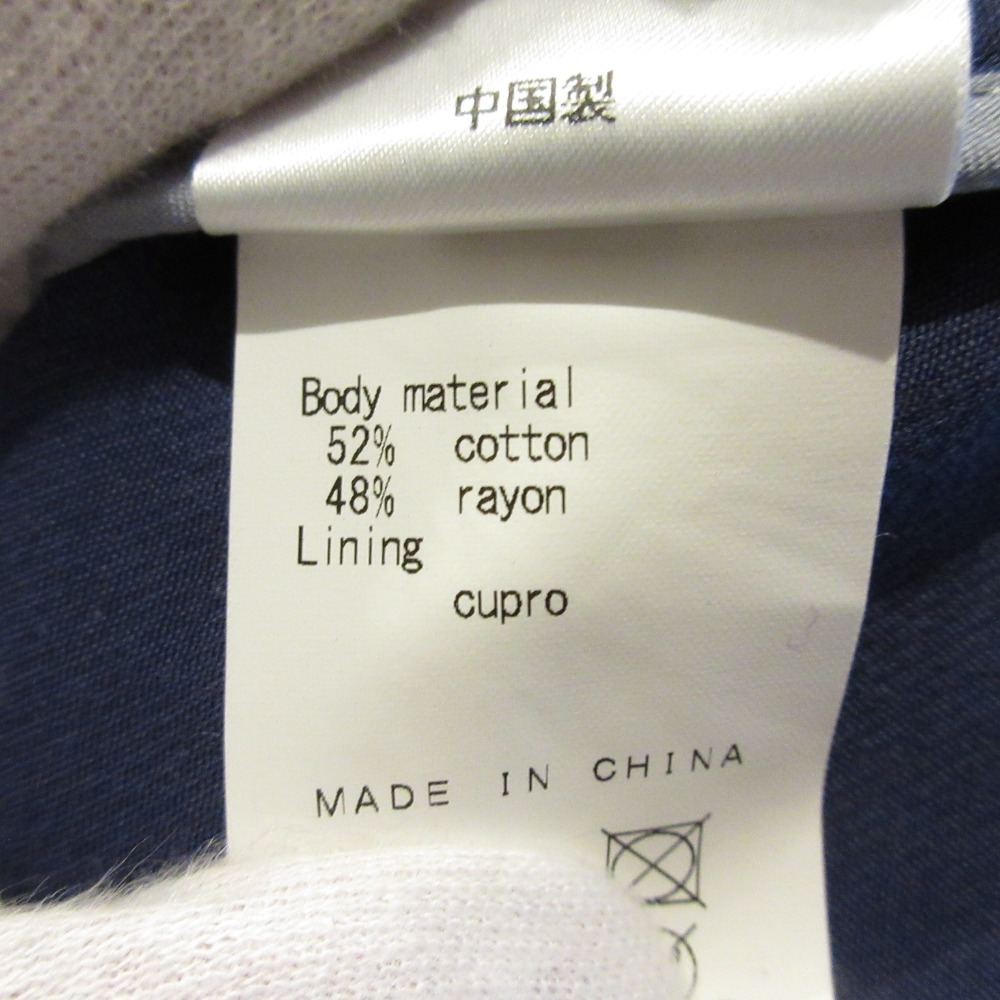 中国製
Body material
52% cotton
48% rayon
Lining
cupro
MADE IN CHINA